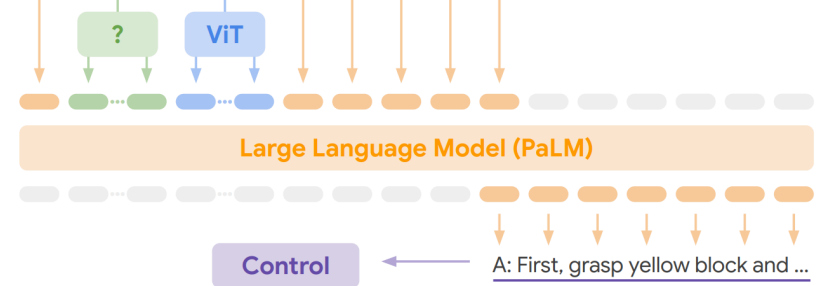 ?
ViT
Large Language Model (PaLM)
Control
A: First, grasp yellow block and ...